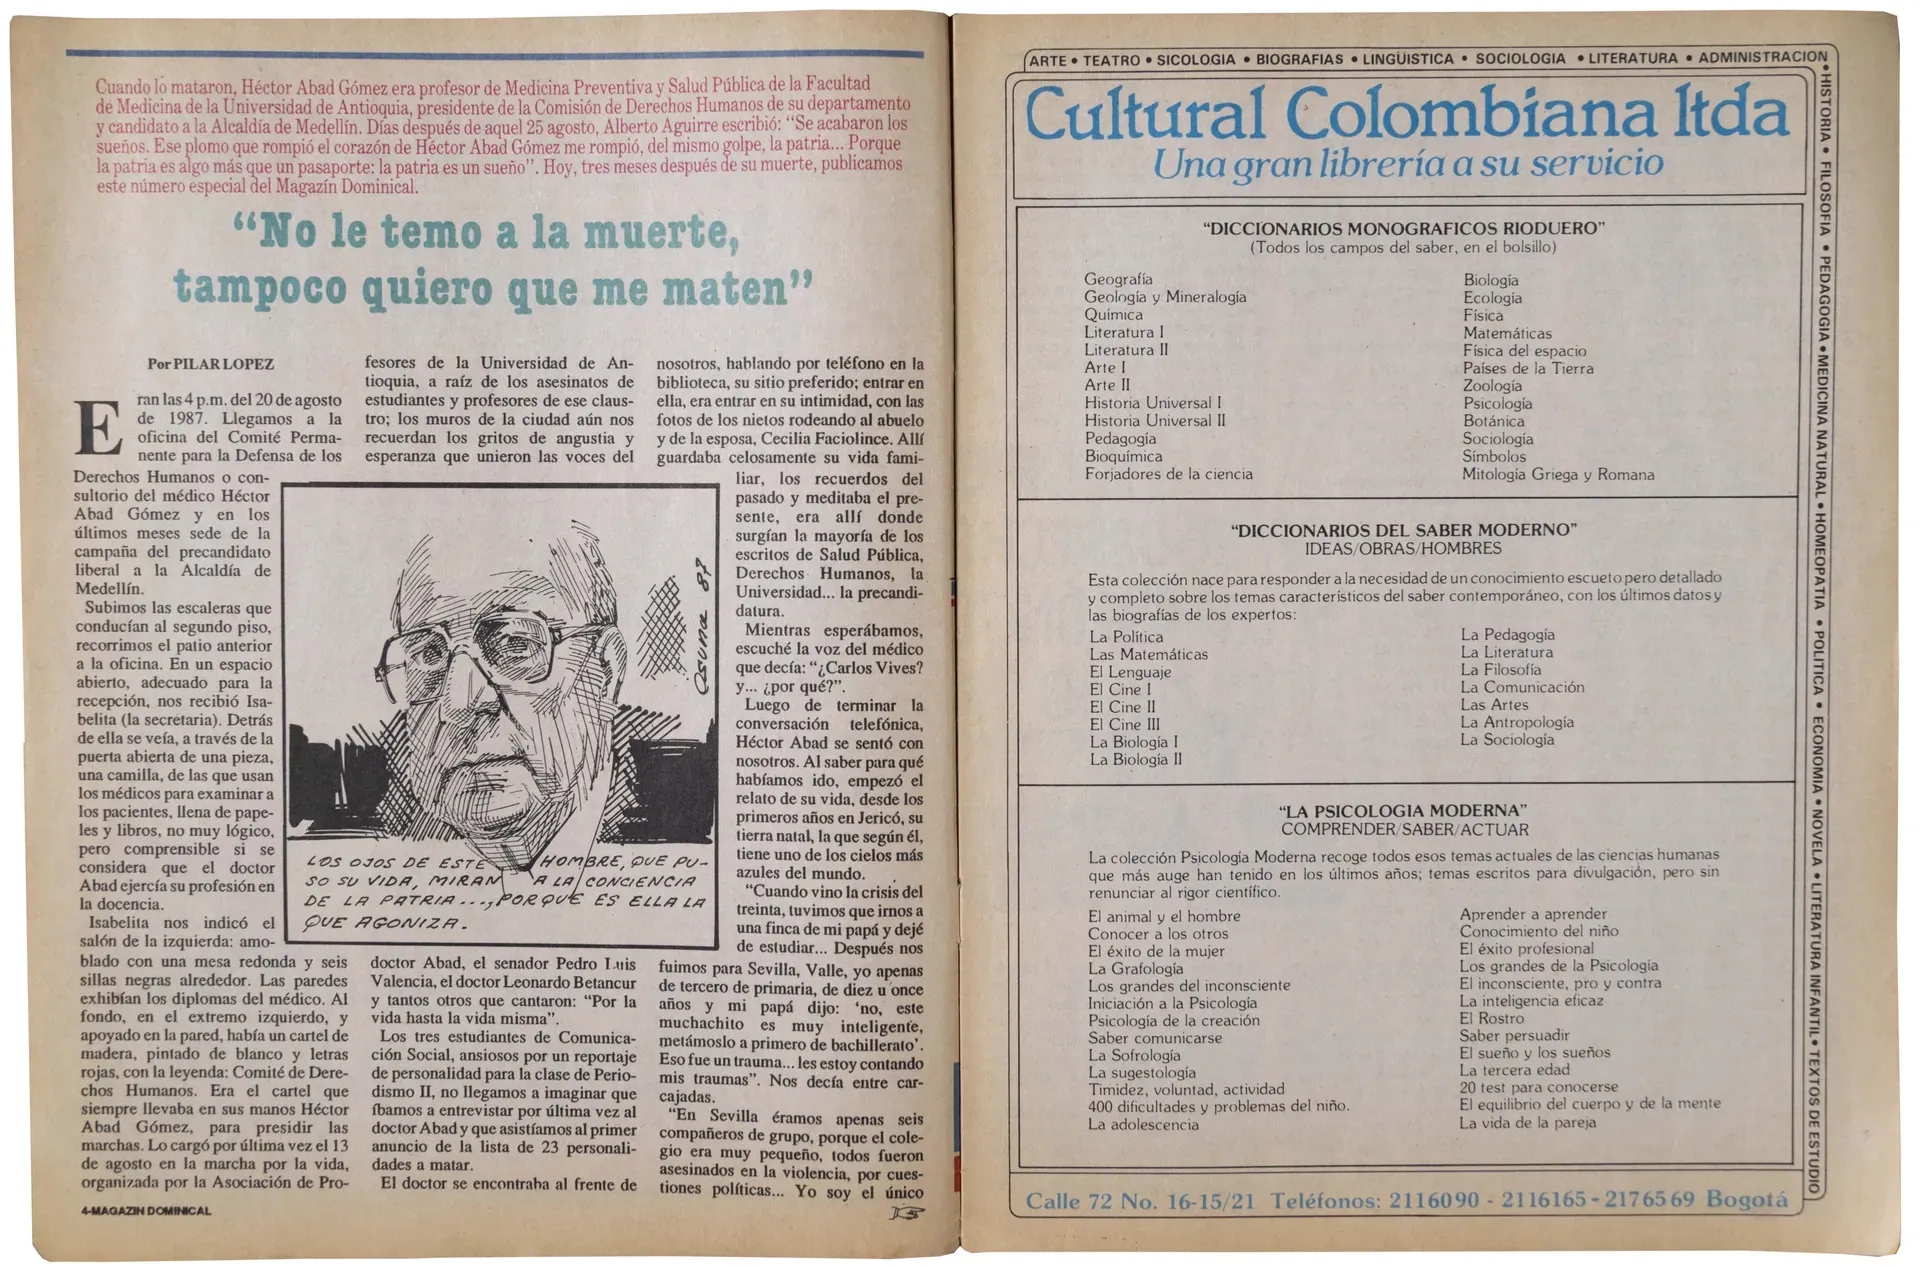 Cuando lo mataron, Héctor Abad Gómez era profesor de Medicina Preventiva y Salud Pública de la Facultad
de Medicina de la Universidad de Antioquia, presidente de la Comisión de Derechos Humanos de su departamento
y candidato a la Alcaldía de Medellín. Días después de aquel 25 agosto, Alberto Aguirre escribió: “Se acabaron los
sueños. Ese plomo que rompió el corazón de Héctor Abad Gómez me rompió, del mismo golpe, la patria... Porque
la patria es algo más que un pasaporte: la patria es un sueño”. Hoy, tres meses después de su muerte, publicamos
este número especial del Magazín Dominical.
“No le temo a la muerte,
tampoco quiero que me maten”
Por PILAR LOPEZ
Eran las 4 p.m. del 20 de agosto
de 1987. Llegamos a la
oficina del Comité Perma-
nente para la Defensa de los
Derechos Humanos o con-
sultorio del médico Héctor
Abad Gómez y en los
últimos meses sede de la
campaña del precandidato
liberal a la Alcaldía de
Medellín.
Subimos las escaleras que
conducían al segundo piso,
recorrimos el patio anterior
a la oficina. En un espacio
abierto, adecuado para la
recepción, nos recibió Isa-
belita (la secretaria). Detrás
de ella se veía, a través de la
puerta abierta de una pieza,
una camilla, de las que usan
los médicos para examinar a
los pacientes, llena de pape-
les y libros, no muy lógico,
pero comprensible si se
considera que el doctor
Abad ejercía su profesión en
la docencia.
Isabelita nos indicó el
salón de la izquierda: amo-
blado con una mesa redonda y seis
sillas negras alrededor. Las paredes
exhibían los diplomas del médico. Al
fondo, en el extremo izquierdo, y
apoyado en la pared, había un cartel de
madera, pintado de blanco y letras
rojas, con la leyenda: Comité de Dere-
chos Humanos. Era el cartel que
siempre llevaba en sus manos Héctor
Abad Gómez, para presidir las
marchas. Lo cargó por última vez el 13
de agosto en la marcha por la vida,
organizada por la Asociación de Pro-
fesores de la Universidad de An-
tioquia, a raíz de los asesinatos de
estudiantes y profesores de ese claus-
tro; los muros de la ciudad aún nos
recuerdan los gritos de angustia y
esperanza que unieron las voces del
Osuna 87
LOS OJOS DE ESTE HOMBRE, QUE PU-
SO SU VIDA, MIRAN A LA CONCIENCIA
DE LA PATRIA..., PORQUE ES ELLA LA
QUE AGONIZA.
doctor Abad, el senador Pedro Luis
Valencia, el doctor Leonardo Betancur
y tantos otros que cantaron: “Por la
vida hasta la vida misma”.
Los tres estudiantes de Comunica-
ción Social, ansiosos por un reportaje
de personalidad para la clase de Perio-
dismo II, no llegamos a imaginar que
íbamos a entrevistar por última vez al
doctor Abad y que asistíamos al primer
anuncio de la lista de 23 personali-
dades a matar.
El doctor se encontraba al frente de
nosotros, hablando por teléfono en la
biblioteca, su sitio preferido; entrar en
ella, era entrar en su intimidad, con las
fotos de los nietos rodeando al abuelo
y de la esposa, Cecilia Faciolince. Allí
guardaba celosamente su vida fami-
liar, los recuerdos del
pasado y meditaba el pre-
sente, era allí donde
surgían la mayoría de los
escritos de Salud Pública,
Derechos Humanos, la
Universidad... la precandi-
datura.
Mientras esperábamos,
escuché la voz del médico
que decía: “¿Carlos Vives?
y... ¿por qué?”.
Luego de terminar la
conversación telefónica,
Héctor Abad se sentó con
nosotros. Al saber para qué
habíamos ido, empezó el
relato de su vida, desde los
primeros años en Jericó, su
tierra natal, la que según él,
tiene uno de los cielos más
azules del mundo.
“Cuando vino la crisis del
treinta, tuvimos que irnos a
una finca de mi papá y dejé
de estudiar... Después nos
fuimos para Sevilla, Valle, yo apenas
de tercero de primaria, de diez u once
años y mi papá dijo: ‘no, este
muchachito es muy inteligente,
metámoslo a primero de bachillerato’.
Eso fue un trauma... les estoy contando
mis traumas”. Nos decía entre car-
cajadas.
“En Sevilla éramos apenas seis
compañeros de grupo, porque el cole-
gio era muy pequeño, todos fueron
asesinados en la violencia, por cues-
tiones políticas... Yo soy el único
4-MAGAZIN DOMINICAL
ARTE • TEATRO • SICOLOGIA • BIOGRAFIAS • LINGÜISTICA • SOCIOLOGIA • LITERATURA • ADMINISTRACION
• HISTORIA • FILOSOFIA • PEDAGOGIA • MEDICINA NATURAL • HOMEOPATIA • POLITICA • ECONOMIA • NOVELA • LITERATURA INFANTIL • TEXTOS DE ESTUDIO
Cultural Colombiana ltda
Una gran librería a su servicio
“DICCIONARIOS MONOGRAFICOS RIODUERO”
(Todos los campos del saber, en el bolsillo)
Geografía
Geología y Mineralogía
Química
Literatura I
Literatura II
Arte I
Arte II
Historia Universal I
Historia Universal II
Pedagogía
Bioquímica
Forjadores de la ciencia
Biología
Ecología
Física
Matemáticas
Física del espacio
Países de la Tierra
Zoología
Psicología
Botánica
Sociología
Símbolos
Mitología Griega y Romana
“DICCIONARIOS DEL SABER MODERNO”
IDEAS/OBRAS/HOMBRES
Esta colección nace para responder a la necesidad de un conocimiento escueto pero detallado
y completo sobre los temas característicos del saber contemporáneo, con los últimos datos y
las biografías de los expertos:
La Política
Las Matemáticas
El Lenguaje
El Cine I
El Cine II
El Cine III
La Biología I
La Biología II
La Pedagogía
La Literatura
La Filosofía
La Comunicación
Las Artes
La Antropología
La Sociología
“LA PSICOLOGIA MODERNA”
COMPRENDER/SABER/ACTUAR
La colección Psicología Moderna recoge todos esos temas actuales de las ciencias humanas
que más auge han tenido en los últimos años; temas escritos para divulgación, pero sin
renunciar al rigor científico.
El animal y el hombre
Conocer a los otros
El éxito de la mujer
La Grafología
Los grandes del inconsciente
Iniciación a la Psicología
Psicología de la creación
Saber comunicarse
La Sofrología
La sugestología
Timidez, voluntad, actividad
400 dificultades y problemas del niño.
La adolescencia
Aprender a aprender
Conocimiento del niño
El éxito profesional
Los grandes de la Psicología
El inconsciente, pro y contra
La inteligencia eficaz
El Rostro
Saber persuadir
El sueño y los sueños
La tercera edad
20 test para conocerse
El equilibrio del cuerpo y de la mente
La vida de la pareja
Calle 72 No. 16-15/21 Teléfonos: 2116090 - 2116165 - 2176569 Bogotá